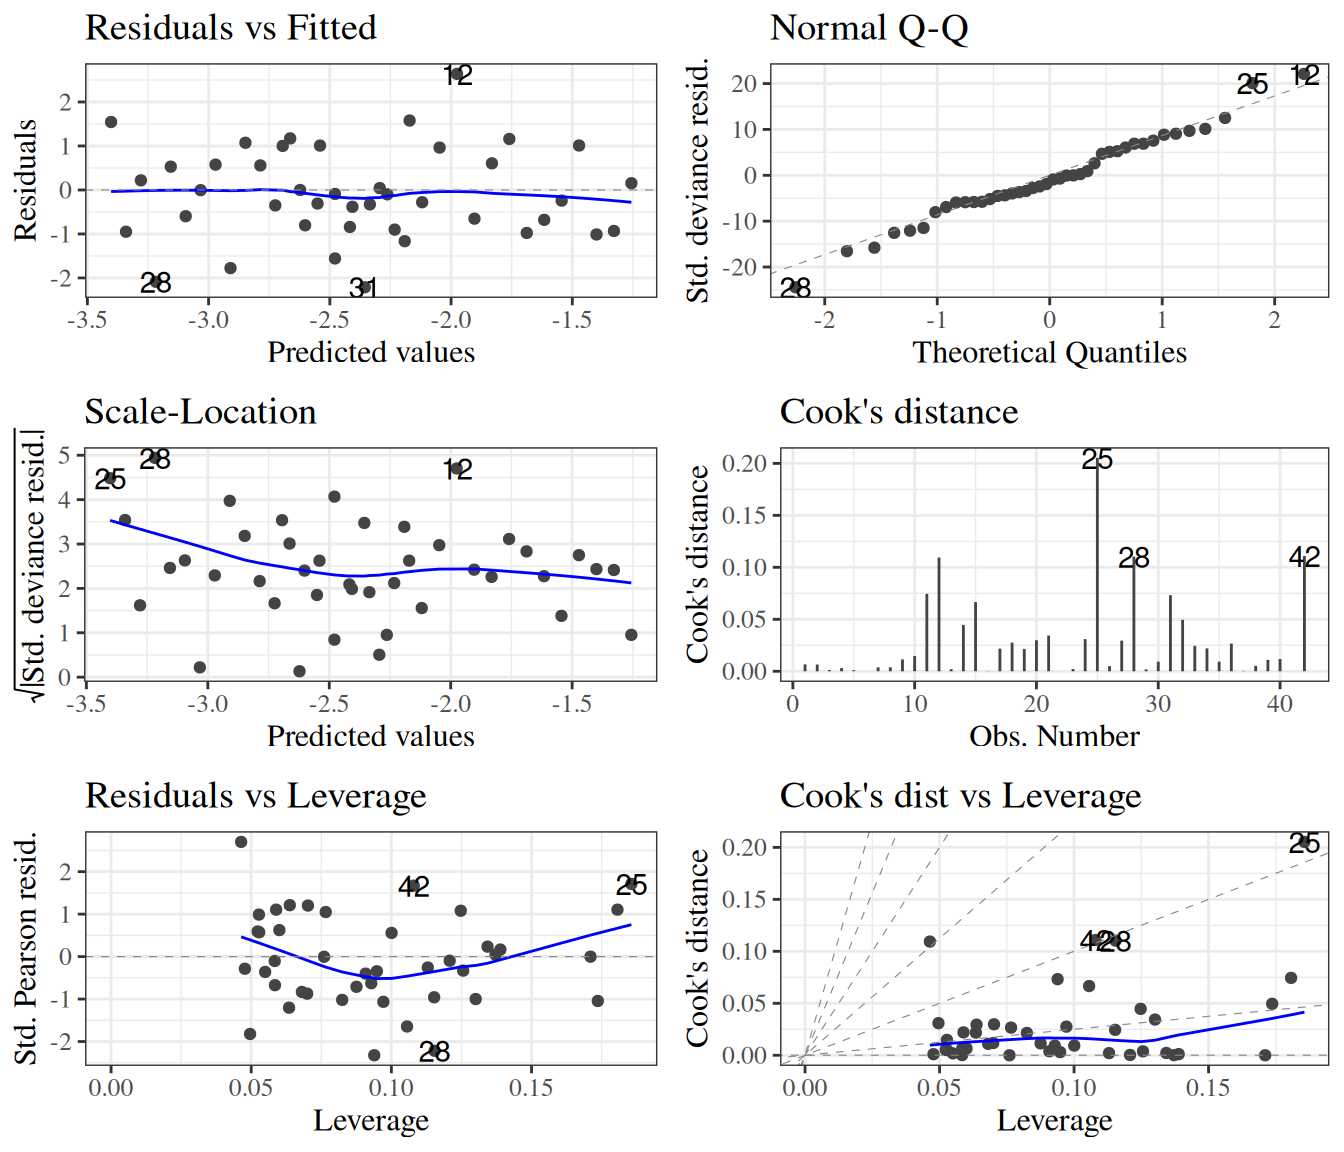 Residuals vs Fitted
Residuals
2
1
0
-1
-2
12
28
31
-3.5 -3.0 -2.5 -2.0 -1.5
Predicted values
Normal Q-Q
Std. deviance resid.
20
10
0
-10
-20
25 12
28
-2 -1 0 1 2
Theoretical Quantiles
Scale-Location
√|Std. deviance resid.|
5
4
3
2
1
0
25 28 12
-3.5 -3.0 -2.5 -2.0 -1.5
Predicted values
Cook's distance
Cook's distance
0.20
0.15
0.10
0.05
0.00
25
28 42
0 10 20 30 40
Obs. Number
Residuals vs Leverage
Std. Pearson resid.
2
1
0
-1
-2
42 25
28
0.00 0.05 0.10 0.15
Leverage
Cook's dist vs Leverage
Cook's distance
0.20
0.15
0.10
0.05
0.00
25
42 28
0.00 0.05 0.10 0.15
Leverage